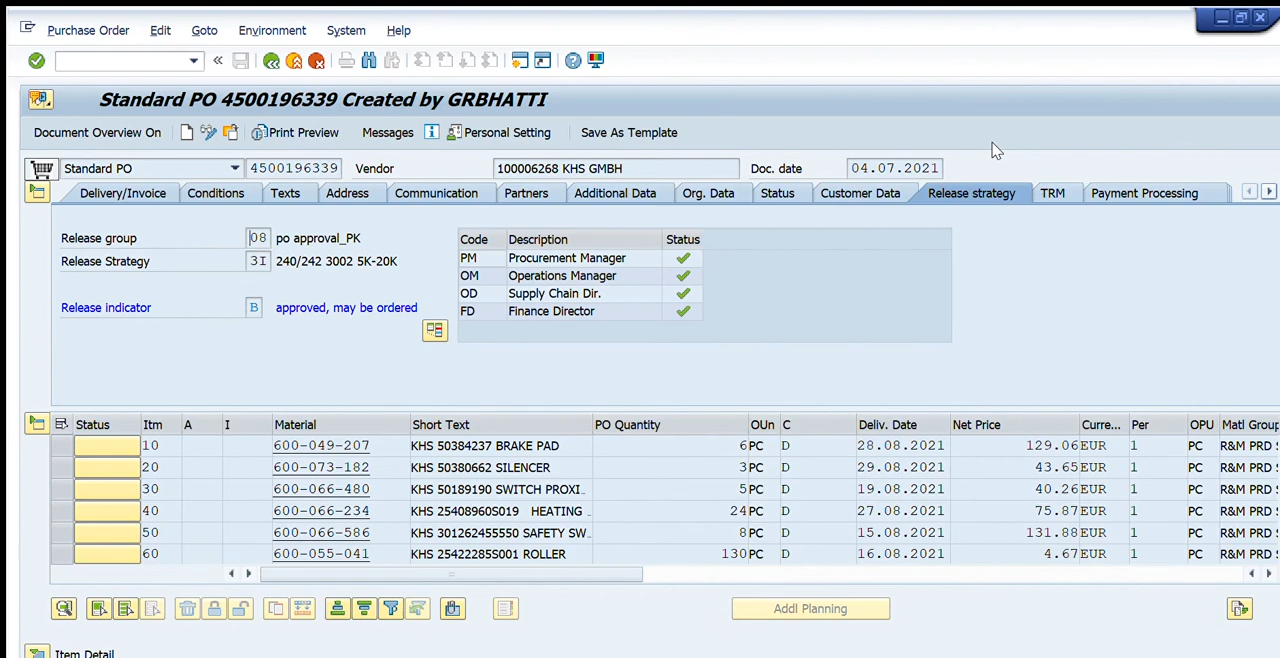 Purchase Order Edit Goto Environment System Help
Standard PO 4500196339 Created by GRBHATTI
Document Overview On Print Preview Messages Personal Setting Save As Template
Standard PO 4500196339 Vendor 100006268 KHS GMBH Doc. date 04.07.2021
Delivery/Invoice Conditions Texts Address Communication Partners Additional Data Org. Data Status Customer Data Release strategy TRM Payment Processing
Release group 08 po approval_PK
Release Strategy 3I 240/242 3002 5K-20K
Release indicator B approved, may be ordered
Code Description Status
PM Procurement Manager
OM Operations Manager
OD Supply Chain Dir.
FD Finance Director
Status Itm A I Material Short Text PO Quantity OUn C Deliv. Date Net Price Curre... Per OPU Matl Group
10 600-049-207 KHS 50384237 BRAKE PAD 6 PC D 28.08.2021 129.06 EUR 1 PC R&M PRD
20 600-073-182 KHS 50380662 SILENCER 3 PC D 29.08.2021 43.65 EUR 1 PC R&M PRD
30 600-066-480 KHS 50189190 SWITCH PROXI... 5 PC D 19.08.2021 40.26 EUR 1 PC R&M PRD
40 600-066-234 KHS 25408960S019 HEATING ... 24 PC D 27.08.2021 75.87 EUR 1 PC R&M PRD
50 600-066-586 KHS 301262455550 SAFETY SW... 8 PC D 15.08.2021 131.88 EUR 1 PC R&M PRD
60 600-055-041 KHS 25422285S001 ROLLER 130 PC D 16.08.2021 4.67 EUR 1 PC R&M PRD
Addl Planning
Item Detail